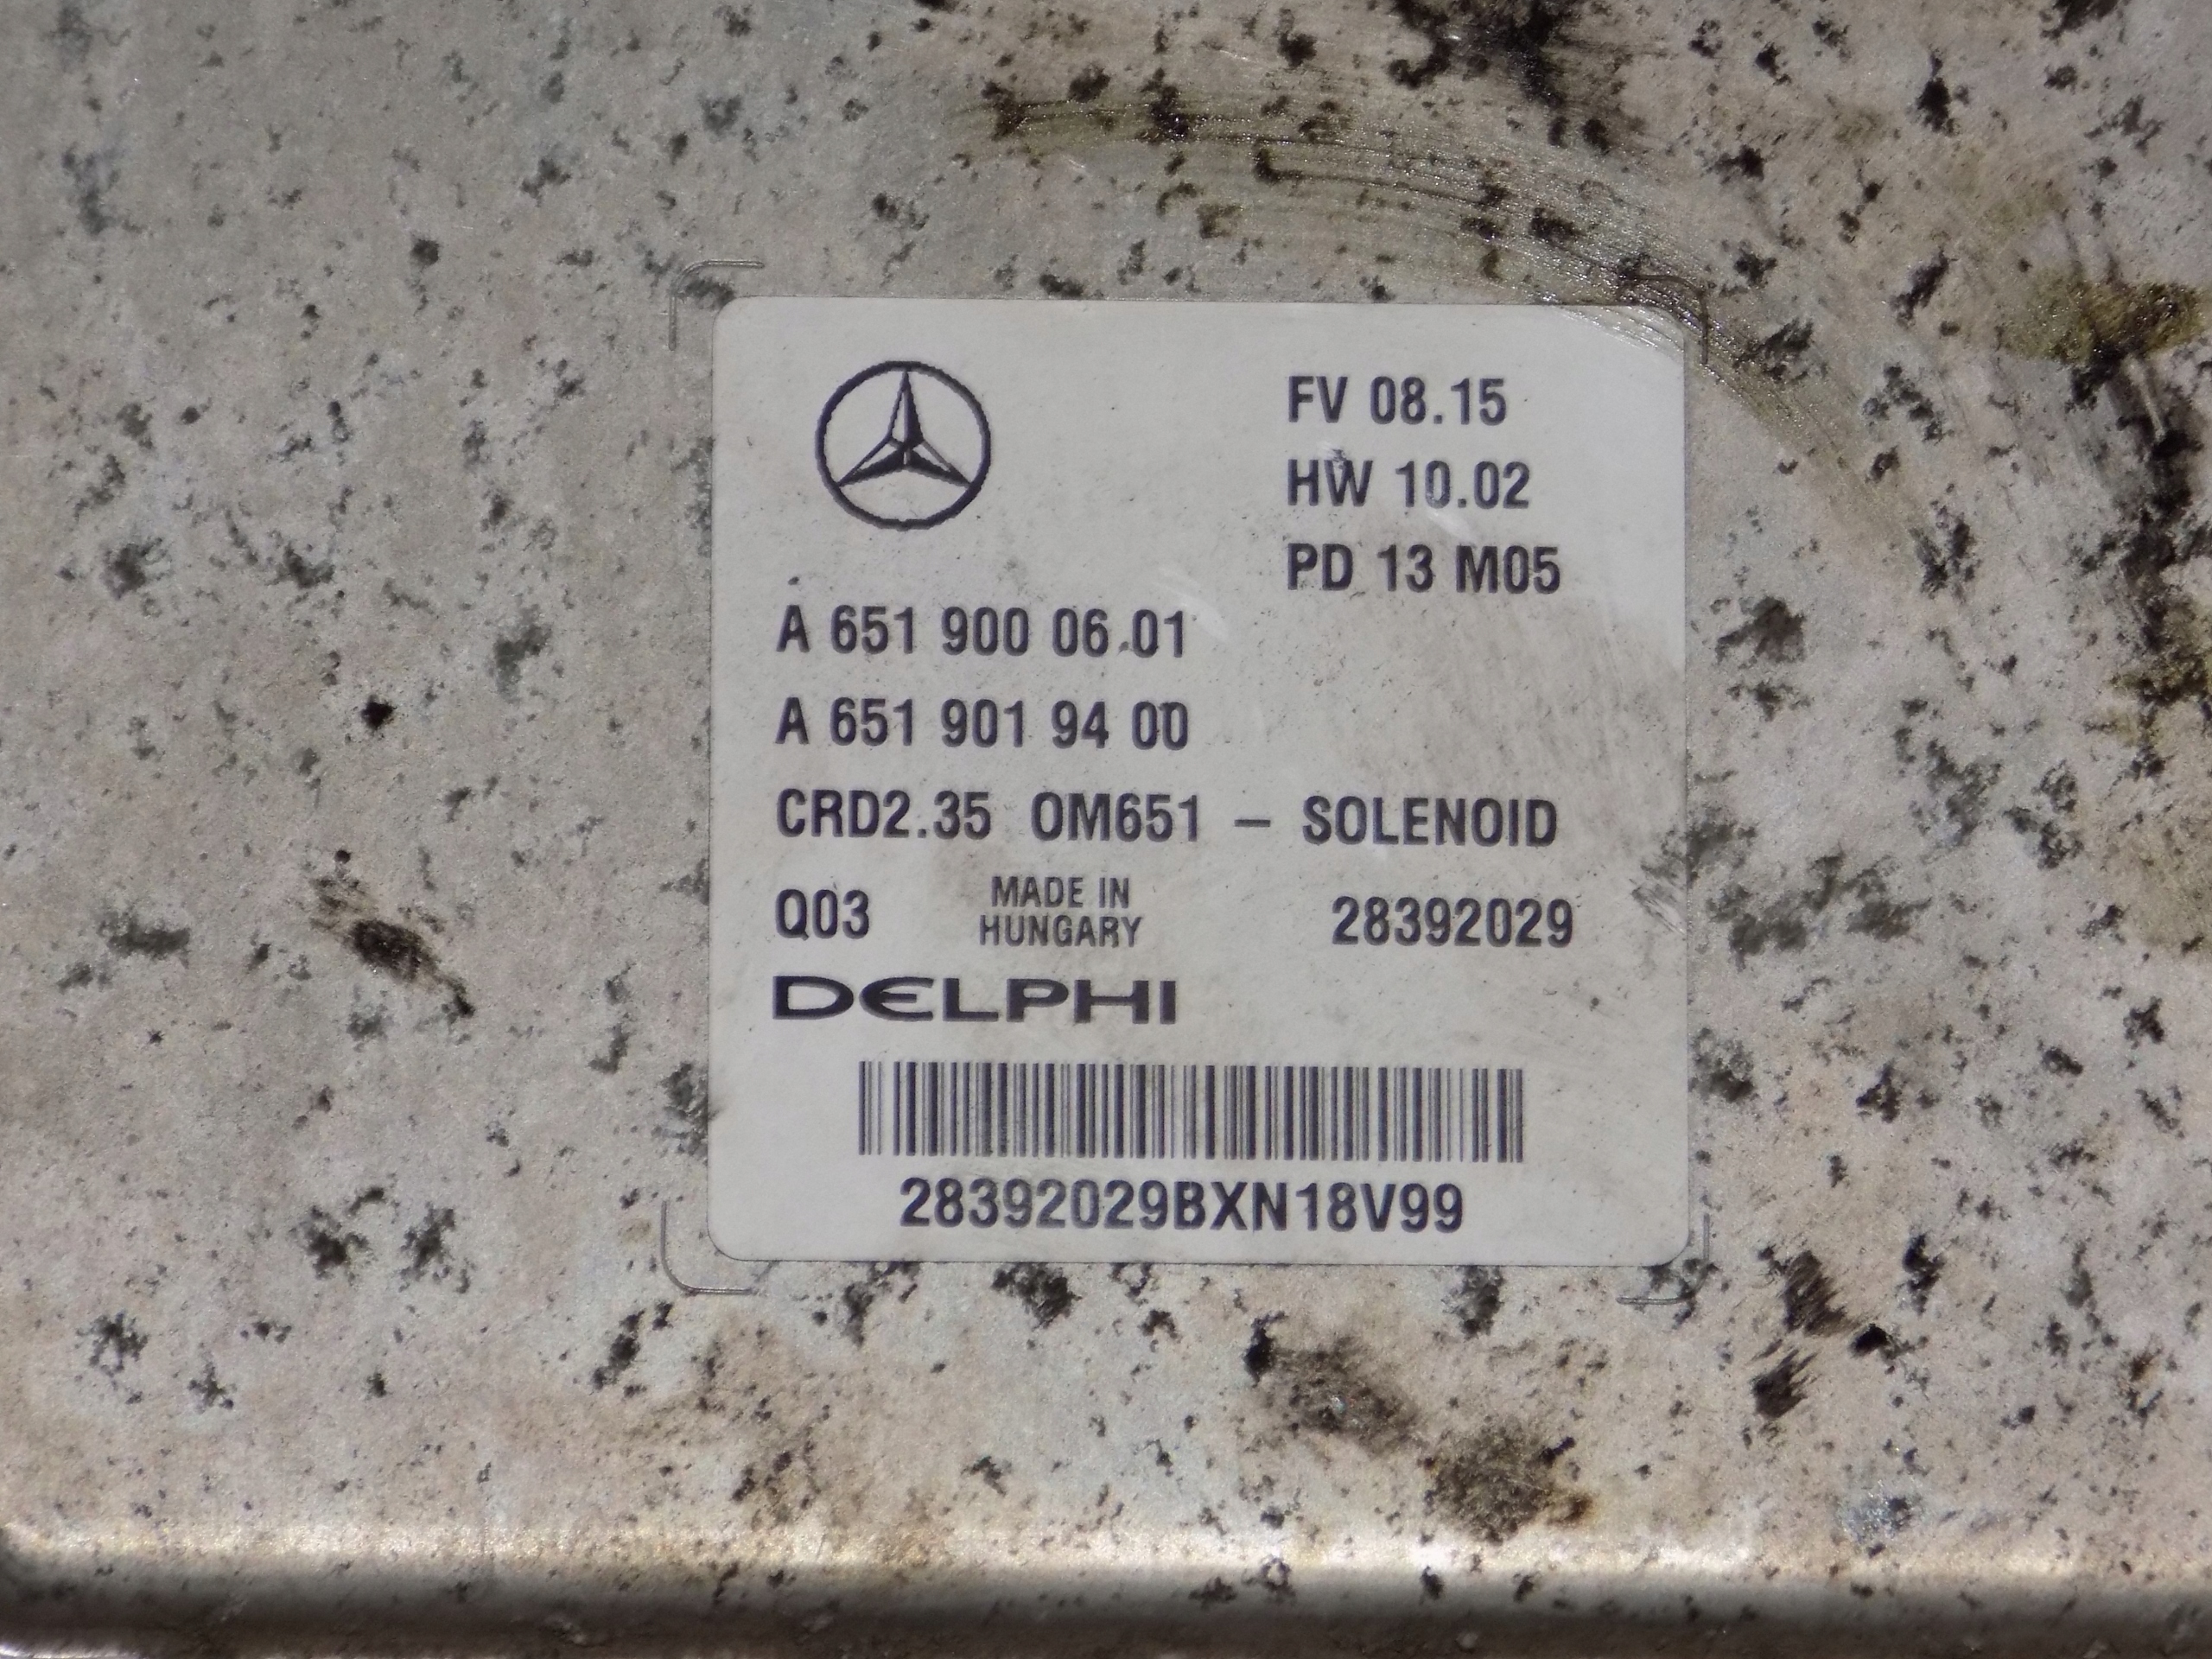 FV 08.15
HW 10.02
PD 13 M05
A 651 900 06 01
A 651 901 94 00
CRD2.35 OM651 – SOLENOID
Q03 MADE IN HUNGARY 28392029
DELPHI
28392029BXN18V99